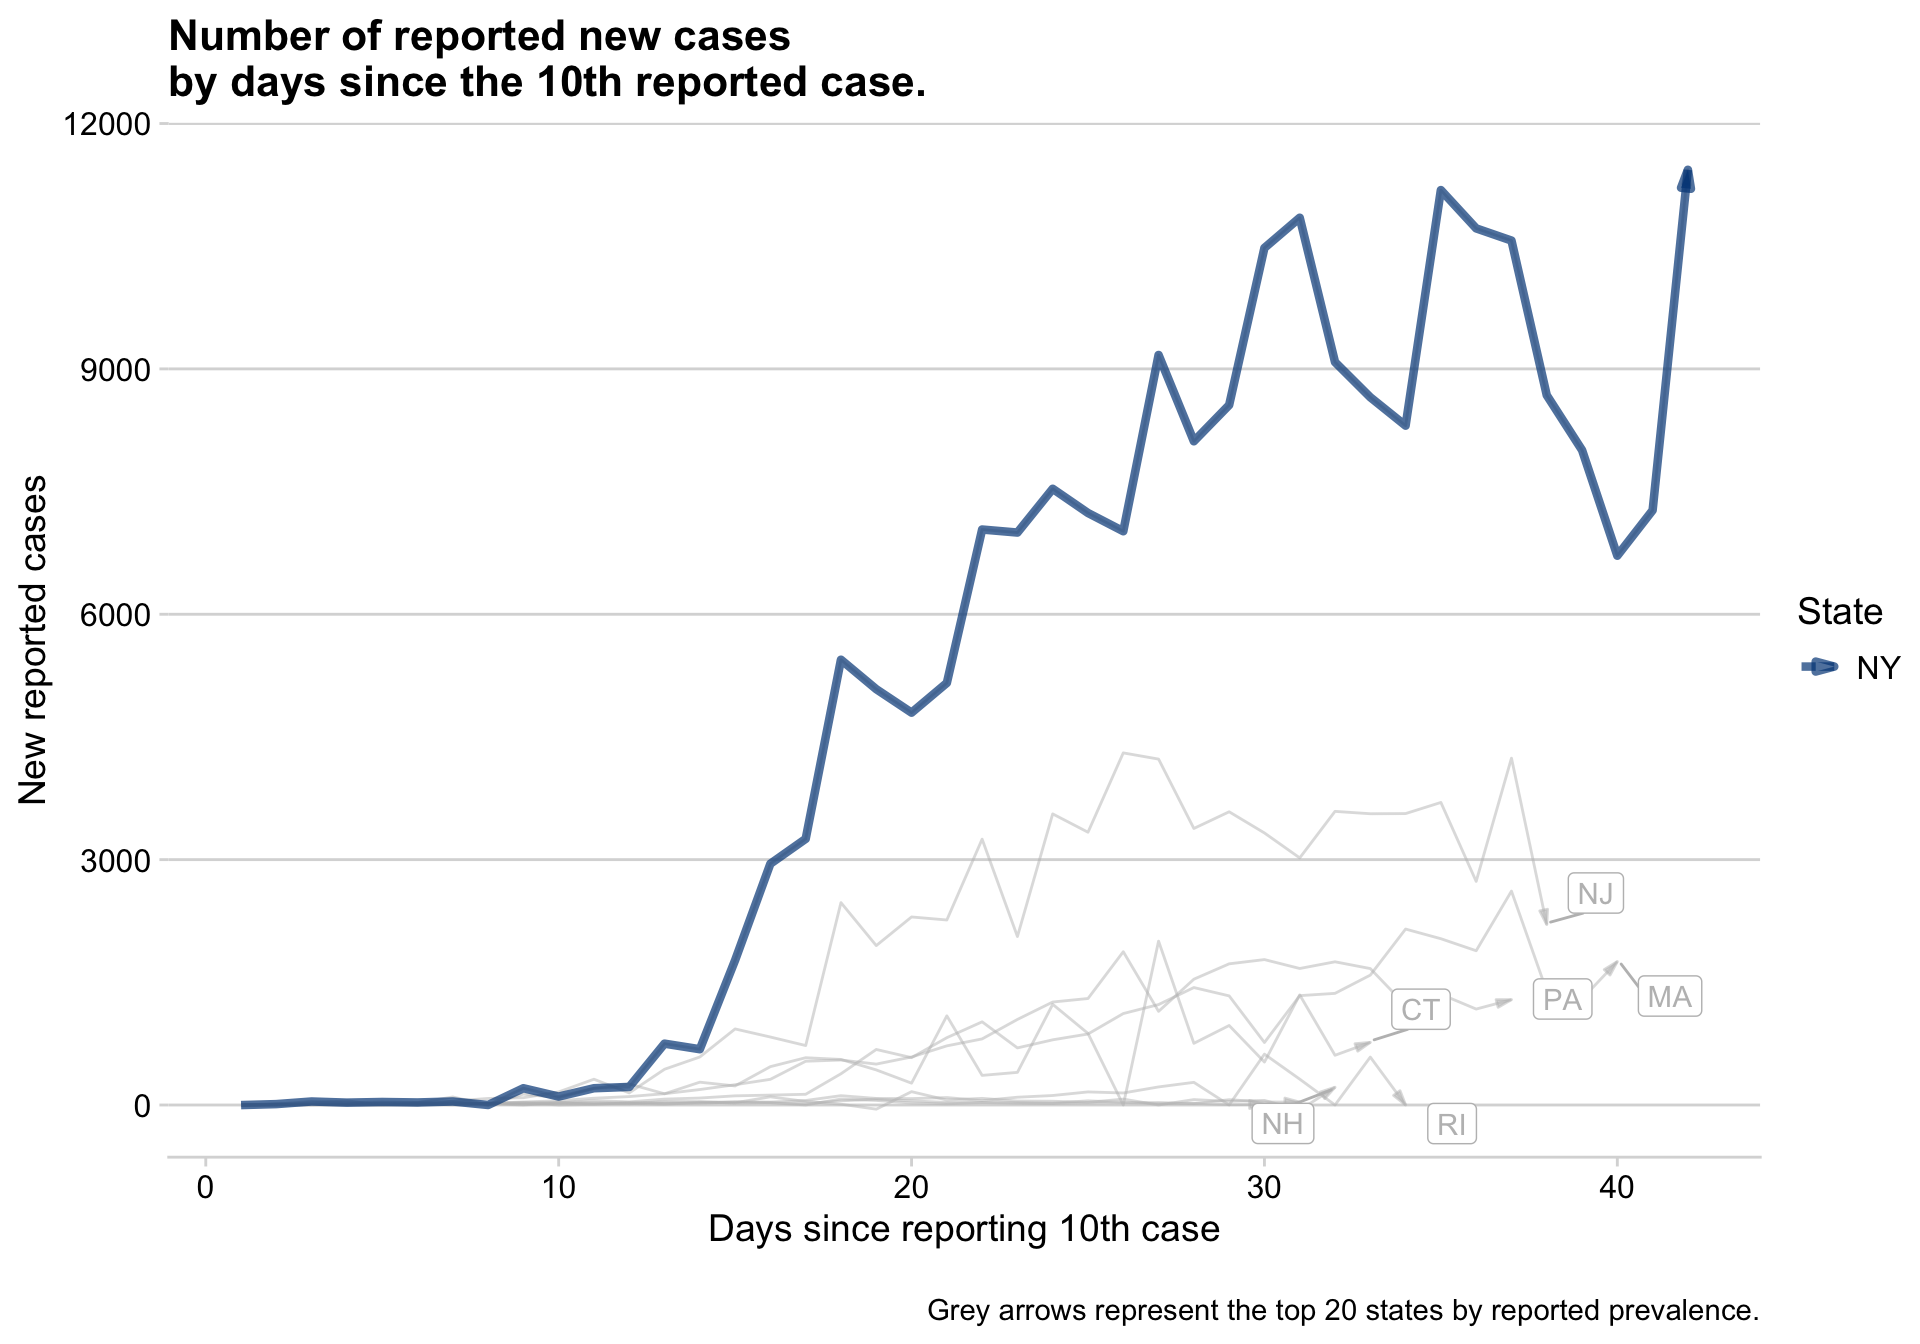 Number of reported new cases
by days since the 10th reported case.
12000
9000
6000
3000
0
New reported cases
NJ
PA
MA
CT
NH
RI
State
NY
0
10
20
30
40
Days since reporting 10th case
Grey arrows represent the top 20 states by reported prevalence.